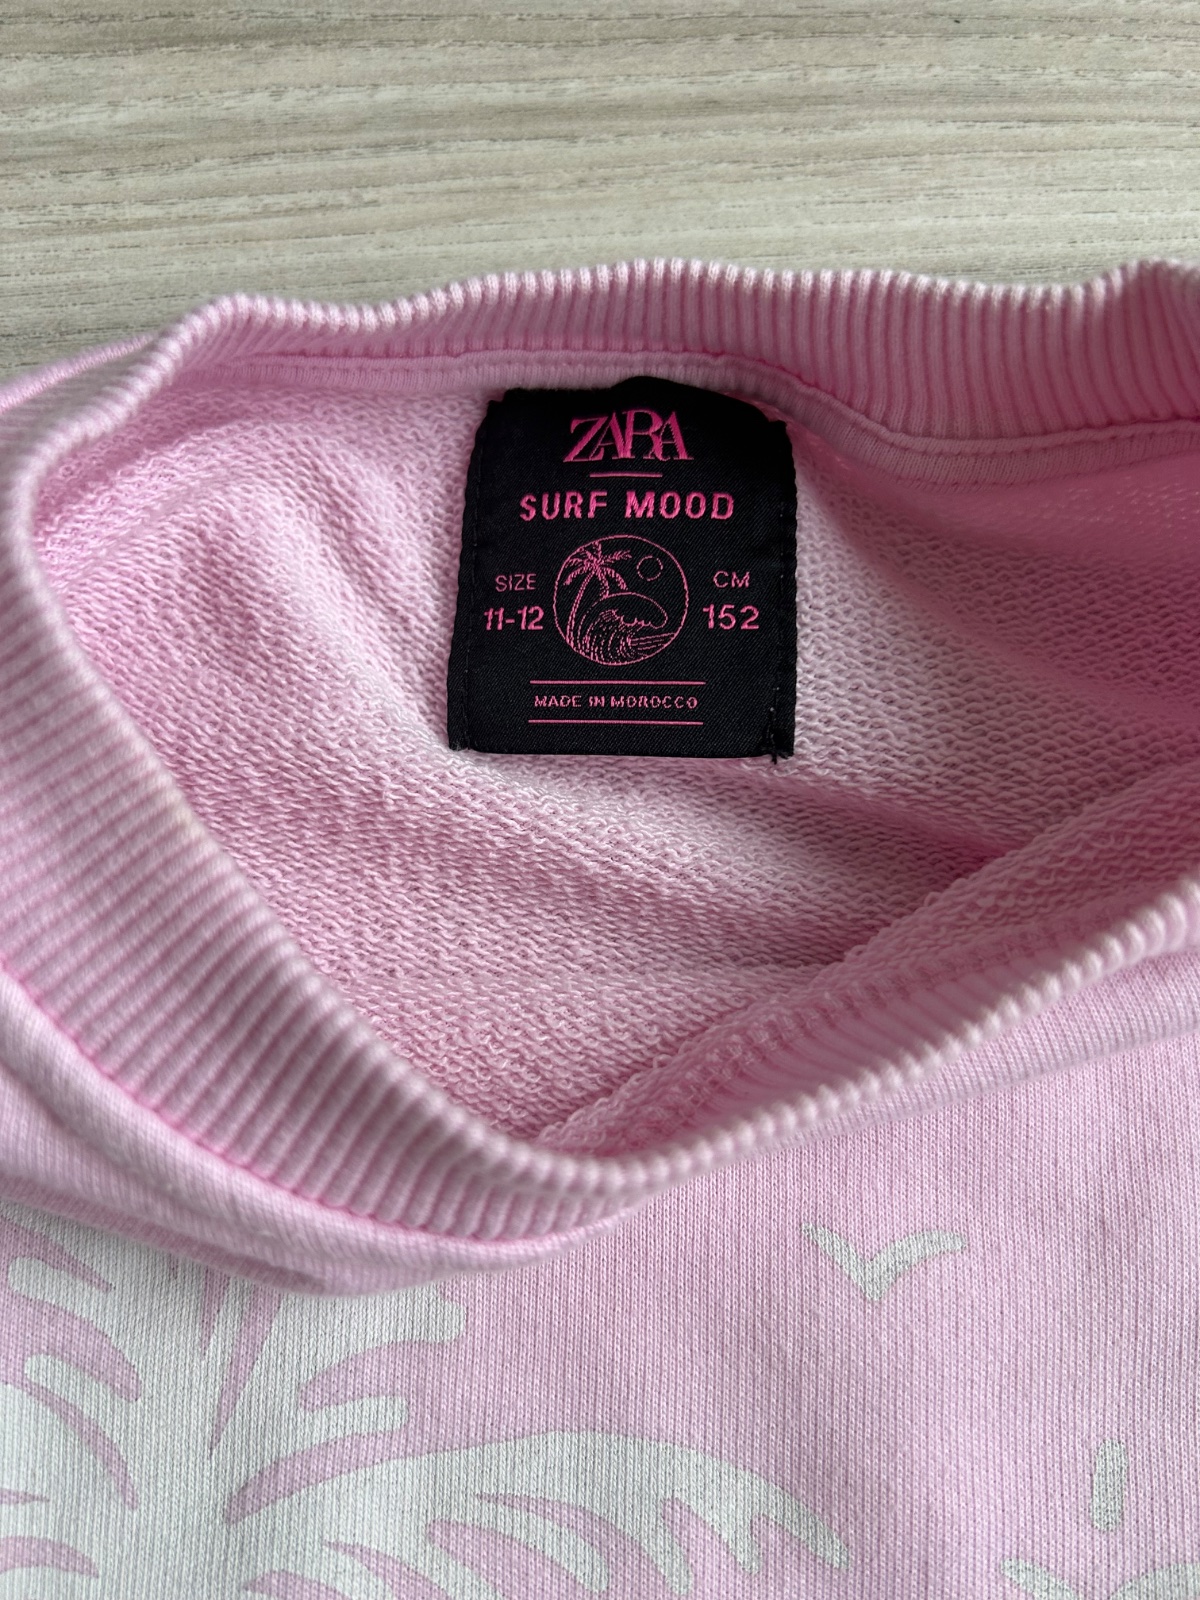 ZARA
SURF MOOD
SIZE
11-12
CM
152
MADE IN MOROCCO